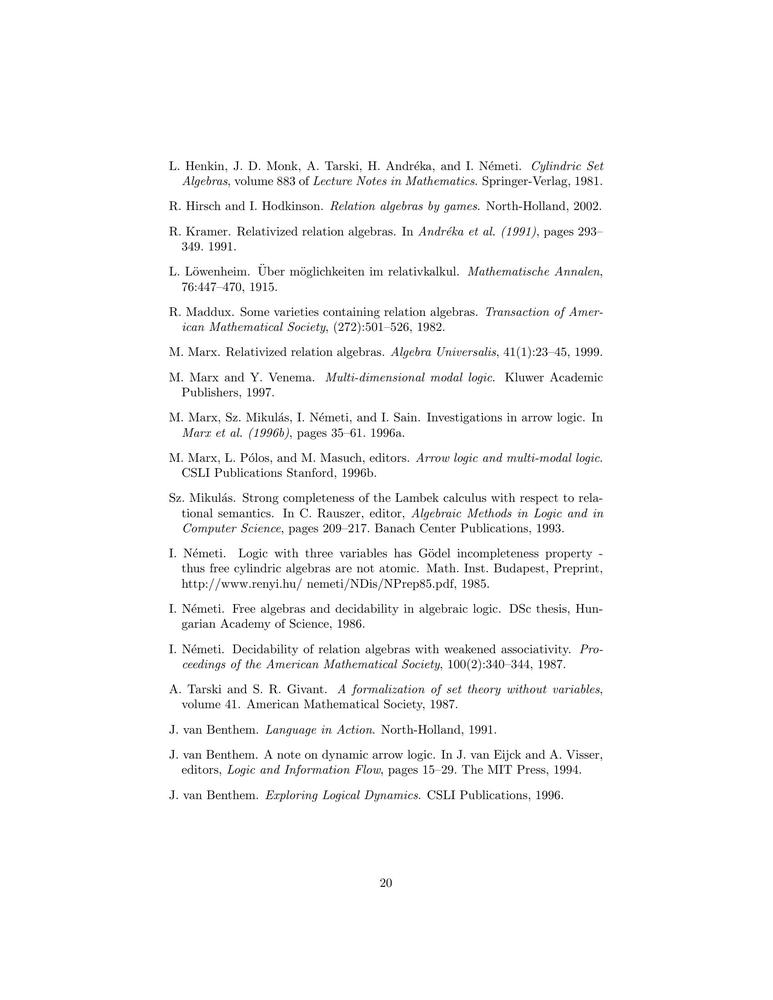 L. Henkin, J. D. Monk, A. Tarski, H. Andréka, and I. Németi. Cylindric Set
Algebras, volume 883 of Lecture Notes in Mathematics. Springer-Verlag, 1981.
R. Hirsch and I. Hodkinson. Relation algebras by games. North-Holland, 2002.
R. Kramer. Relativized relation algebras. In Andréka et al. (1991), pages 293–
349. 1991.
L. Löwenheim. Über möglichkeiten im relativkalkul. Mathematische Annalen,
76:447–470, 1915.
R. Maddux. Some varieties containing relation algebras. Transaction of Amer-
ican Mathematical Society, (272):501–526, 1982.
M. Marx. Relativized relation algebras. Algebra Universalis, 41(1):23–45, 1999.
M. Marx and Y. Venema. Multi-dimensional modal logic. Kluwer Academic
Publishers, 1997.
M. Marx, Sz. Mikulás, I. Németi, and I. Sain. Investigations in arrow logic. In
Marx et al. (1996b), pages 35–61. 1996a.
M. Marx, L. Pólos, and M. Masuch, editors. Arrow logic and multi-modal logic.
CSLI Publications Stanford, 1996b.
Sz. Mikulás. Strong completeness of the Lambek calculus with respect to rela-
tional semantics. In C. Rauszer, editor, Algebraic Methods in Logic and in
Computer Science, pages 209–217. Banach Center Publications, 1993.
I. Németi. Logic with three variables has Gödel incompleteness property -
thus free cylindric algebras are not atomic. Math. Inst. Budapest, Preprint,
http://www.renyi.hu/ nemeti/NDis/NPrep85.pdf, 1985.
I. Németi. Free algebras and decidability in algebraic logic. DSc thesis, Hun-
garian Academy of Science, 1986.
I. Németi. Decidability of relation algebras with weakened associativity. Pro-
ceedings of the American Mathematical Society, 100(2):340–344, 1987.
A. Tarski and S. R. Givant. A formalization of set theory without variables,
volume 41. American Mathematical Society, 1987.
J. van Benthem. Language in Action. North-Holland, 1991.
J. van Benthem. A note on dynamic arrow logic. In J. van Eijck and A. Visser,
editors, Logic and Information Flow, pages 15–29. The MIT Press, 1994.
J. van Benthem. Exploring Logical Dynamics. CSLI Publications, 1996.
20